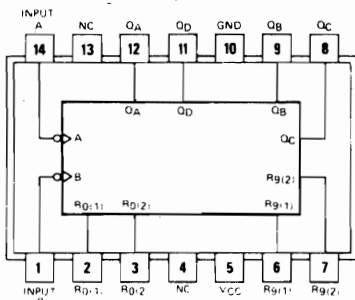 INPUT
A NC QA QD GND QB QC
14 13 12 11 10 9 8
QA QD QB
A QC
B R9(2)
R0(1) R0(2) R9(1)
1 2 3 4 5 6 7
INPUT R0(1) R0(2 NC VCC R9(1) R9(2)